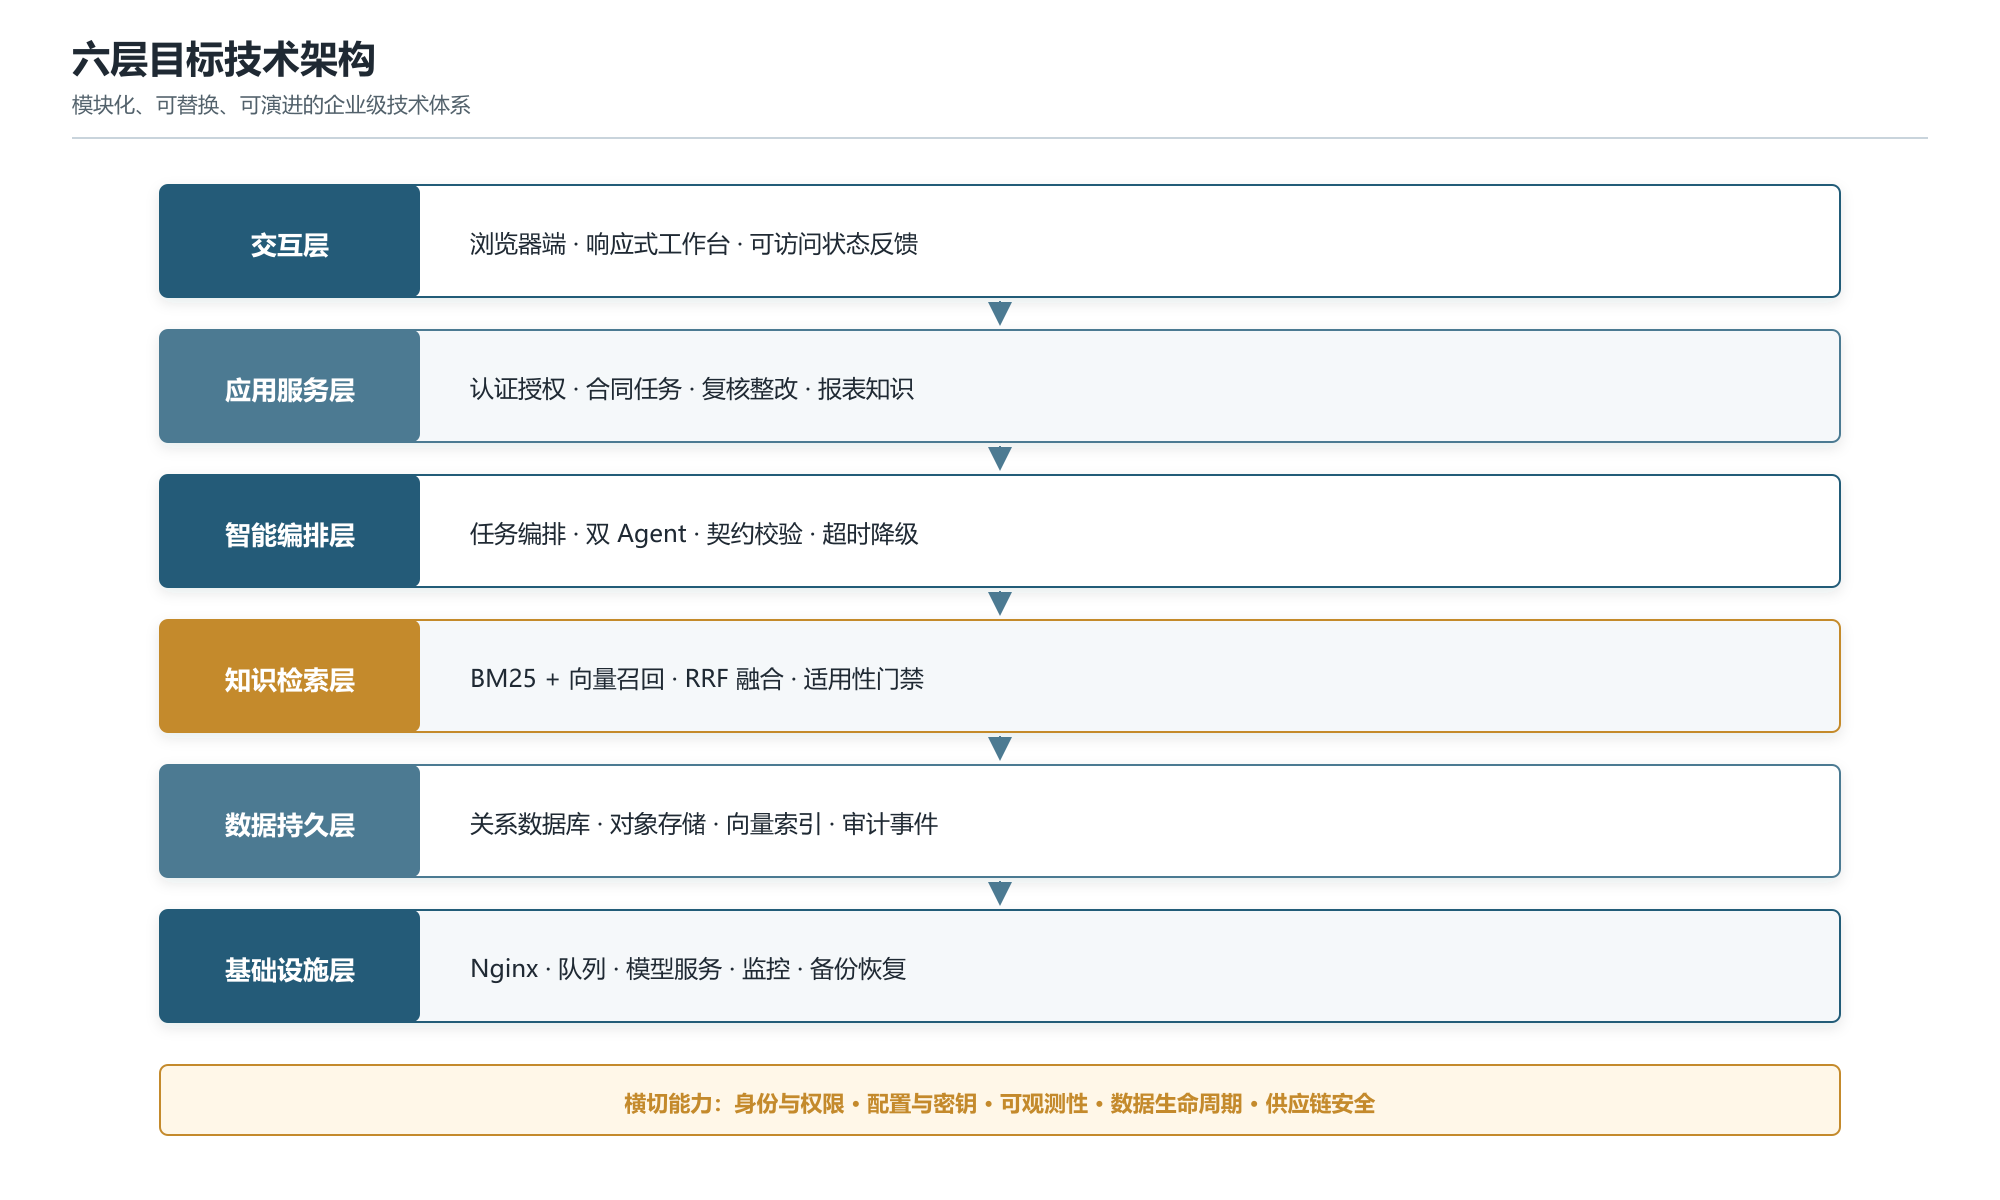 六层目标技术架构
模块化、可替换、可演进的企业级技术体系
交互层
浏览器端 · 响应式工作台 · 可访问状态反馈
应用服务层
认证授权 · 合同任务 · 复核整改 · 报表知识
智能编排层
任务编排 · 双 Agent · 契约校验 · 超时降级
知识检索层
BM25 + 向量召回 · RRF 融合 · 适用性门禁
数据持久层
关系数据库 · 对象存储 · 向量索引 · 审计事件
基础设施层
Nginx · 队列 · 模型服务 · 监控 · 备份恢复
横切能力：身份与权限 • 配置与密钥 • 可观测性 • 数据生命周期 • 供应链安全